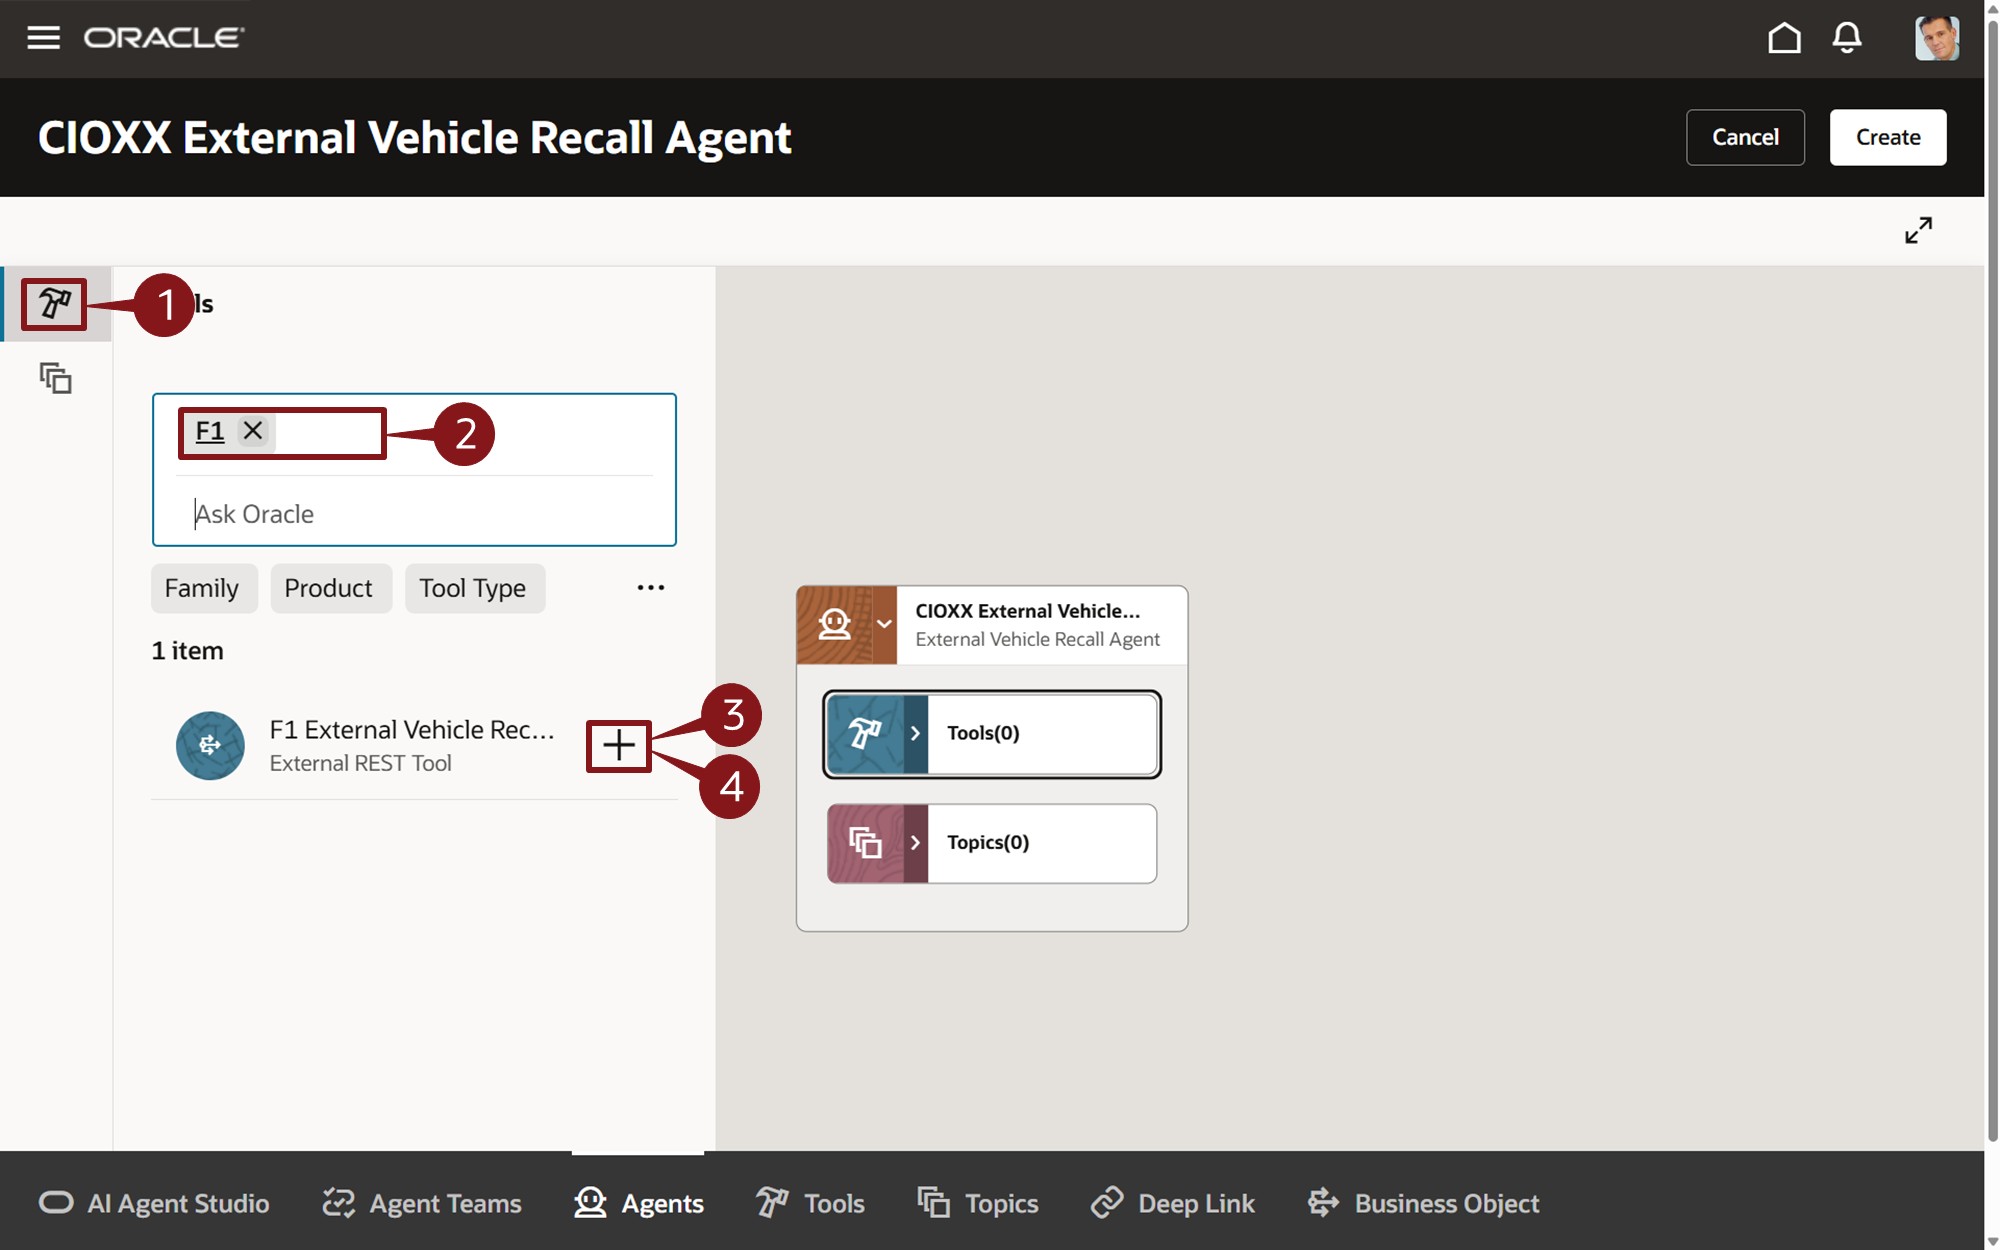 ORACLE
CIOXX External Vehicle Recall Agent
Cancel
Create
1
ls
F1
2
Ask Oracle
Family
Product
Tool Type
...
1 item
F1 External Vehicle Rec...
External REST Tool
3
4
CIOXX External Vehicle...
External Vehicle Recall Agent
Tools(0)
Topics(0)
AI Agent Studio
Agent Teams
Agents
Tools
Topics
Deep Link
Business Object